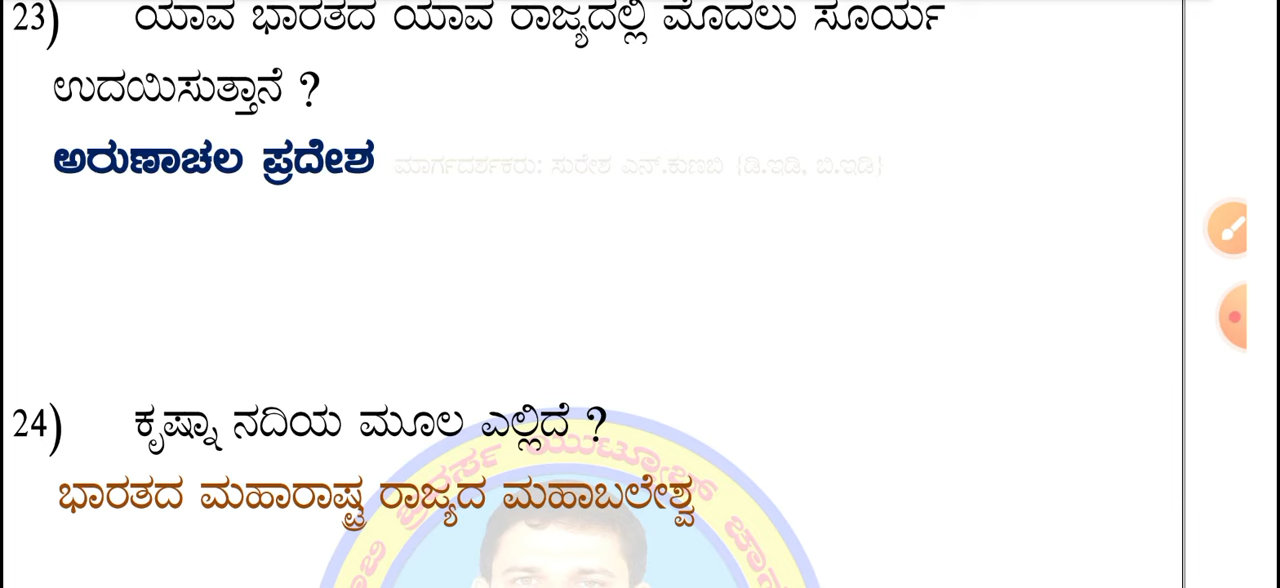 23) ಯಾವ ಭಾರತದ ಯಾವ ರಾಜ್ಯದಲ್ಲಿ ಮೊದಲು ಸೂರ್ಯ
ಉದಯಿಸುತ್ತಾನೆ ?
ಅರುಣಾಚಲ ಪ್ರದೇಶ ಮಾರ್ಗದರ್ಶಕರು: ಸುರೇಶ ಎನ್.ಕುಣಬಿ {ಡಿ.ಇಡಿ, ಬಿ.ಇಡಿ}
24) ಕೃಷ್ನಾ ನದಿಯ ಮೂಲ ಎಲ್ಲಿದೆ ?
ಭಾರತದ ಮಹಾರಾಷ್ಟ್ರ ರಾಜ್ಯದ ಮಹಾಬಲೇಶ್ವ
ಬ್ರದರ್ಸ ಯುಟ್ಯೂಬ್